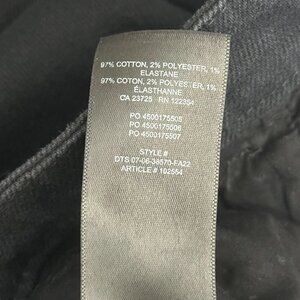 97% COTTON, 2% POLYESTER, 1%
ELASTANE
97% COTON, 2% POLYESTER, 1%
ÉLASTHANNE
CA 23725 RN 122354
PO 4500175505
PO 4500175506
PO 4500175507
STYLE #
DTS 07-06-38570-FA22
ARTICLE # 102554